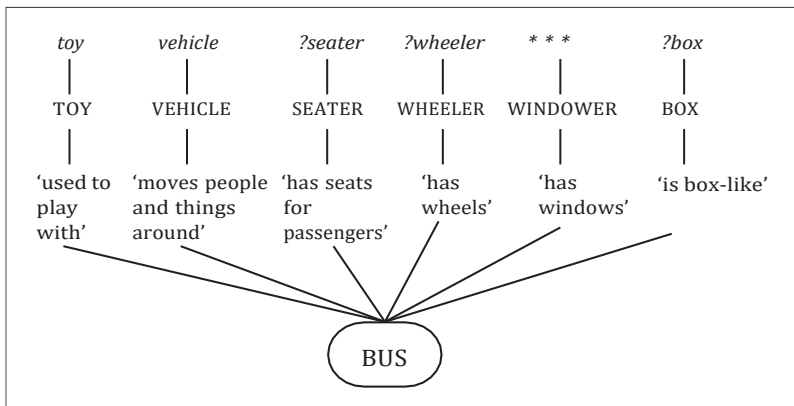 toy vehicle ?seater ?wheeler * * * ?box
TOY VEHICLE SEATER WHEELER WINDOWER BOX
‘used to play with’
‘moves people and things around’
‘has seats for passengers’
‘has wheels’
‘has windows’
‘is box-like’
BUS